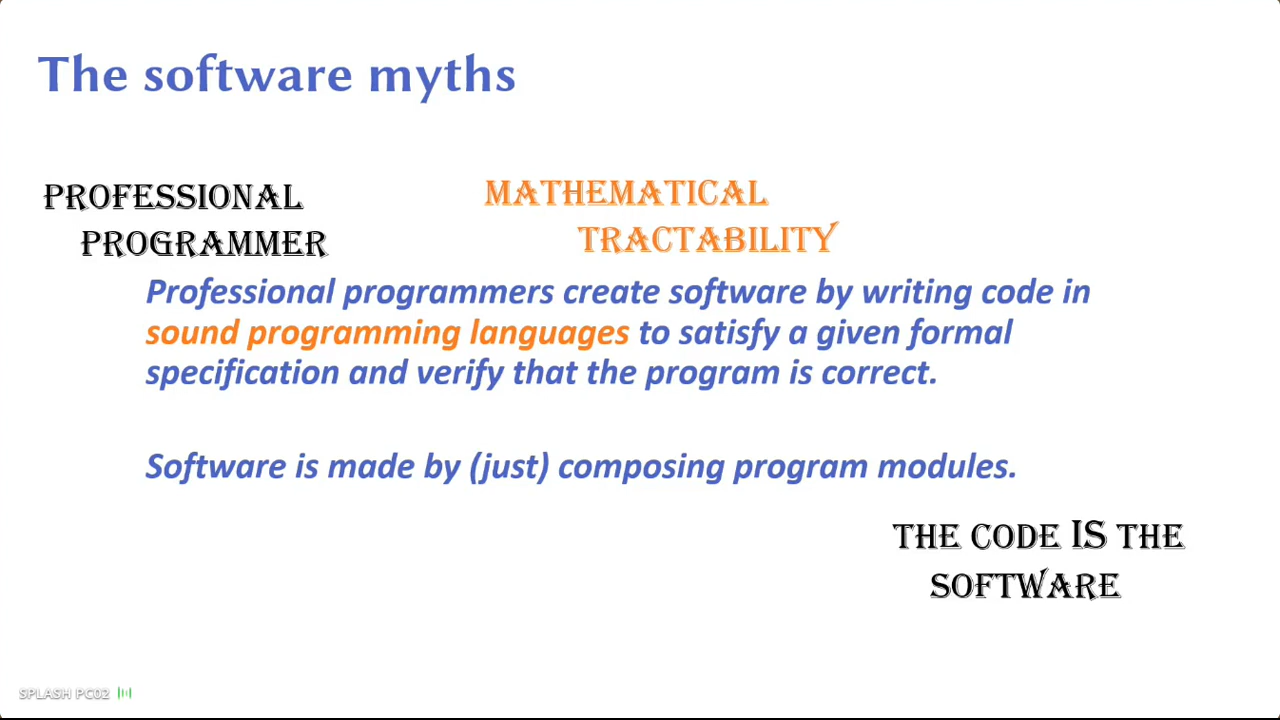 The software myths
PROFESSIONAL
PROGRAMMER
MATHEMATICAL
TRACTABILITY
Professional programmers create software by writing code in
sound programming languages to satisfy a given formal
specification and verify that the program is correct.
Software is made by (just) composing program modules.
THE CODE IS THE
SOFTWARE
SPLASH PC02